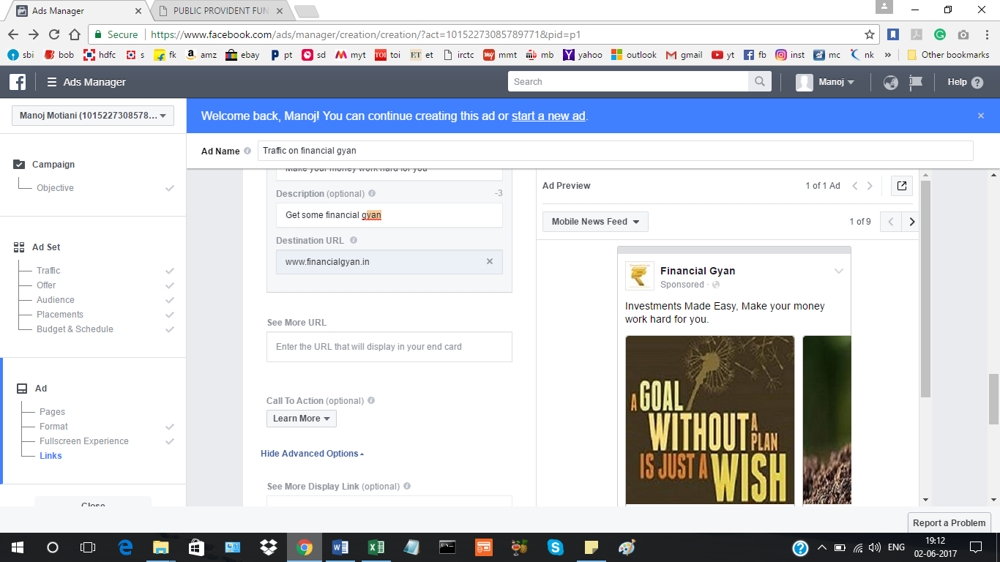 Ads Manager
PUBLIC PROVIDENT FUN
Secure
https://www.facebook.com/ads/manager/creation/creation/?act=101522730857897718&pid=p1
sbi bob hdfc s fk amz ebay pt sd myt TOI toi ET et irctc my mmt mb yahoo outlook gmail yt fb inst mc nk » Other bookmarks
Ads Manager
Search
Manoj
Help
Manoj Motiani (1015227308578...
Welcome back, Manoj! You can continue creating this ad or start a new ad.
Ad Name
Traffic on financial gyan
Campaign
Objective
Ad Set
Traffic
Offer
Audience
Placements
Budget & Schedule
Ad
Pages
Format
Fullscreen Experience
Links
Close
Make your money work hard for you
Description (optional)
-3
Get some financial gyan
Destination URL
www.financialgyan.in
See More URL
Enter the URL that will display in your end card
Call To Action (optional)
Learn More
Hide Advanced Options
See More Display Link (optional)
Ad Preview
1 of 1 Ad
Mobile News Feed
1 of 9
Financial Gyan
Sponsored ·
Investments Made Easy, Make your money
work hard for you.
A GOAL
WITHOUT A PLAN
IS JUST A WISH
Report a Problem
ENG
19:12
02-06-2017